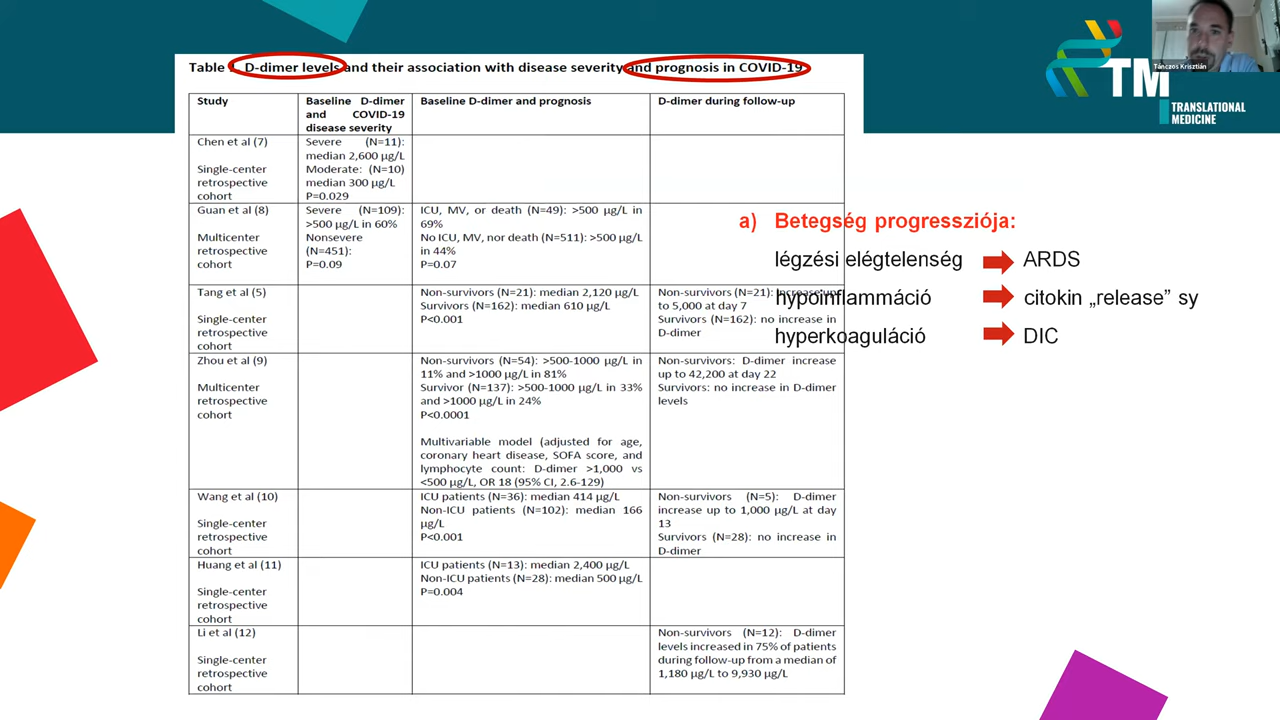 Table D-dimer levels and their association with disease severity and prognosis in COVID-19
Study
Baseline D-dimer
and COVID-19
disease severity
Baseline D-dimer and prognosis
D-dimer during follow-up
Chen et al (7)
Single-center
retrospective
cohort
Severe (N=11):
median 2,600 µg/L
Moderate: (N=10)
median 300 µg/L
P=0.029
Guan et al (8)
Multicenter
retrospective
cohort
Severe (N=109):
>500 µg/L in 60%
Nonsevere
(N=451):
P=0.09
ICU, MV, or death (N=49): >500 µg/L in
69%
No ICU, MV, nor death (N=511): >500 µg/L
in 44%
P=0.07
Tang et al (5)
Single-center
retrospective
cohort
Non-survivors (N=21): median 2,120 µg/L
Survivors (N=162): median 610 µg/L
P<0.001
Non-survivors (N=21): increase up
to 5,000 at day 7
Survivors (N=162): no increase in
D-dimer
Zhou et al (9)
Multicenter
retrospective
cohort
Non-survivors (N=54): >500-1000 µg/L in
11% and >1000 µg/L in 81%
Survivor (N=137): >500-1000 µg/L in 33%
and >1000 µg/L in 24%
P<0.0001
Multivariable model (adjusted for age,
coronary heart disease, SOFA score, and
lymphocyte count: D-dimer >1,000 vs
<500 µg/L, OR 18 (95% CI, 2.6-129)
Non-survivors: D-dimer increase
up to 42,200 at day 22
Survivors: no increase in D-dimer
levels
Wang et al (10)
Single-center
retrospective
cohort
ICU patients (N=36): median 414 µg/L
Non-ICU patients (N=102): median 166
µg/L
P<0.001
Non-survivors (N=5): D-dimer
increase up to 1,000 µg/L at day
13
Survivors (N=28): no increase in
D-dimer
Huang et al (11)
Single-center
retrospective
cohort
ICU patients (N=13): median 2,400 µg/L
Non-ICU patients (N=28): median 500 µg/L
P=0.004
Li et al (12)
Single-center
retrospective
cohort
Non-survivors (N=12): D-dimer
levels increased in 75% of patients
during follow-up from a median of
1,180 µg/L to 9,930 µg/L
a) Betegség progressziója:
légzési elégtelenség ARDS
hypoinflammáció citokin „release” sy
hyperkoaguláció DIC
Tánczos Krisztián
TM
TRANSLATIONAL
MEDICINE